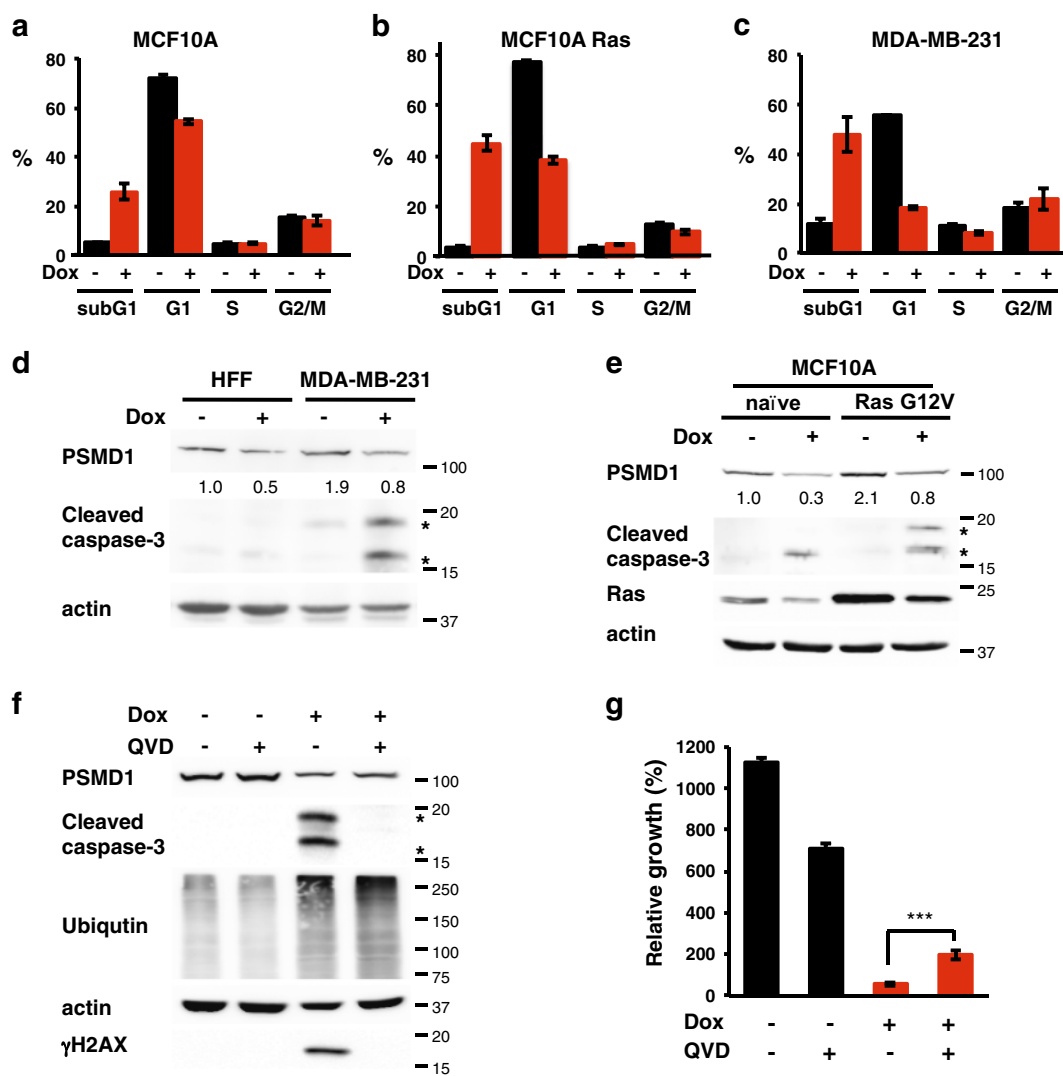 a
MCF10A
80
60
%
40
20
0
Dox - + - + - + - +
subG1 G1 S G2/M
b
MCF10A Ras
80
60
%
40
20
0
Dox - + - + - + - +
subG1 G1 S G2/M
c
MDA-MB-231
80
60
%
40
20
0
Dox - + - + - + - +
subG1 G1 S G2/M
d
HFF MDA-MB-231
Dox - + - +
PSMD1
100
1.0 0.5 1.9 0.8
Cleaved
caspase-3
20
*
*
15
actin
37
e
MCF10A
naïve Ras G12V
Dox - + - +
PSMD1
100
1.0 0.3 2.1 0.8
Cleaved
caspase-3
20
*
*
15
Ras
25
actin
37
f
Dox - - + +
QVD - + - +
PSMD1
100
Cleaved
caspase-3
20
*
*
15
Ubiqutin
250
150
100
75
actin
37
γH2AX
20
15
g
Relative growth (%)
1200
1000
800
600
400
200
0
***
Dox - - + +
QVD - + - +